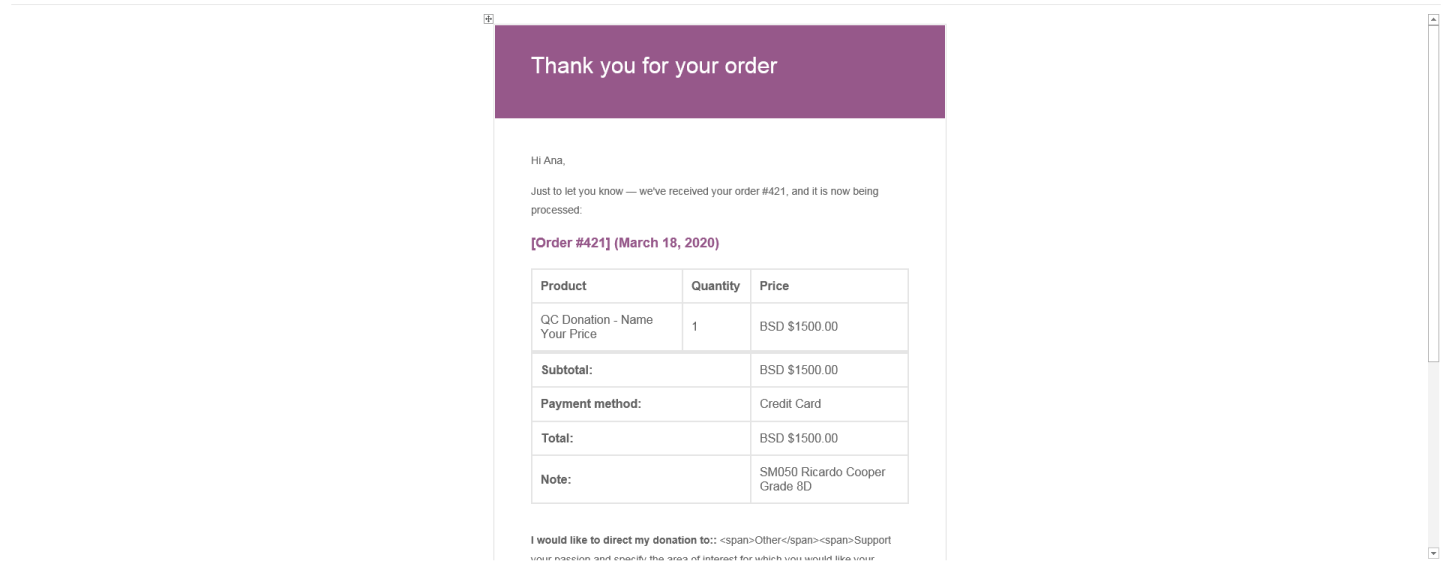 Thank you for your order
Hi Ana,
Just to let you know — we've received your order #421, and it is now being
processed:
[Order #421] (March 18, 2020)
Product Quantity Price
QC Donation - Name
Your Price
1
BSD $1500.00
Subtotal: BSD $1500.00
Payment method: Credit Card
Total: BSD $1500.00
Note:
SM050 Ricardo Cooper
Grade 8D
I would like to direct my donation to:: <span>Other</span><span>Support
your passion and specify the area of interest for which you would like your